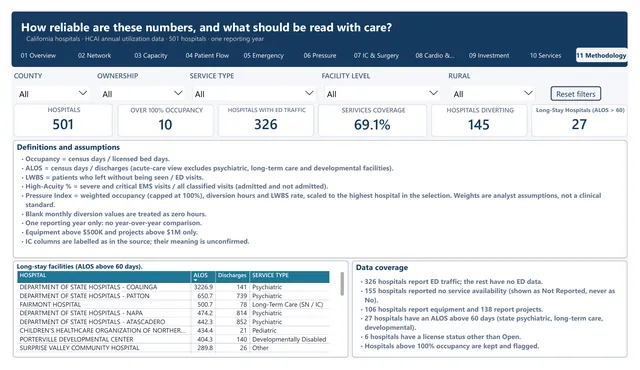 How reliable are these numbers, and what should be read with care?
California hospitals · HCAI annual utilization data · 501 hospitals · one reporting year
01 Overview 02 Network 03 Capacity 04 Patient Flow 05 Emergency 06 Pressure 07 IC & Surgery 08 Cardio &... 09 Investment 10 Services 11 Methodology
COUNTY OWNERSHIP SERVICE TYPE FACILITY LEVEL RURAL
All All All All All Reset filters
HOSPITALS OVER 100% OCCUPANCY HOSPITALS WITH ED TRAFFIC SERVICES COVERAGE HOSPITALS DIVERTING Long-Stay Hospitals (ALOS > 60)
501 10 326 69.1% 145 27
Definitions and assumptions
· Occupancy = census days / licensed bed days.
· ALOS = census days / discharges (acute-care view excludes psychiatric, long-term care and developmental facilities).
· LWBS = patients who left without being seen / ED visits.
· High-Acuity % = severe and critical EMS visits / all classified visits (admitted and not admitted).
· Pressure Index = weighted occupancy (capped at 100%), diversion hours and LWBS rate, scaled to the highest hospital in the selection. Weights are analyst assumptions, not a clinical
standard.
· Blank monthly diversion values are treated as zero hours.
· One reporting year only; no year-over-year comparison.
· Equipment above $500K and projects above $1M only.
· IC columns are labelled as in the source; their meaning is unconfirmed.
Long-stay facilities (ALOS above 60 days).
HOSPITAL ALOS Discharges SERVICE TYPE
DEPARTMENT OF STATE HOSPITALS - COALINGA 3226.9 141 Psychiatric
DEPARTMENT OF STATE HOSPITALS - PATTON 650.7 739 Psychiatric
FAIRMONT HOSPITAL 500.7 78 Long-Term Care (SN / IC)
DEPARTMENT OF STATE HOSPITALS - NAPA 474.2 814 Psychiatric
DEPARTMENT OF STATE HOSPITALS - ATASCADERO 442.3 852 Psychiatric
CHILDREN'S HEALTHCARE ORGANIZATION OF NORTHER... 434.4 21 Pediatric
PORTERVILLE DEVELOPMENTAL CENTER 404.3 140 Developmentally Disabled
SURPRISE VALLEY COMMUNITY HOSPITAL 289.8 26 Other
Data coverage
· 326 hospitals report ED traffic; the rest have no ED data.
· 155 hospitals reported no service availability (shown as Not Reported, never as
No).
· 106 hospitals report equipment and 138 report projects.
· 27 hospitals have an ALOS above 60 days (state psychiatric, long-term care,
developmental).
· 6 hospitals have a license status other than Open.
· Hospitals above 100% occupancy are kept and flagged.